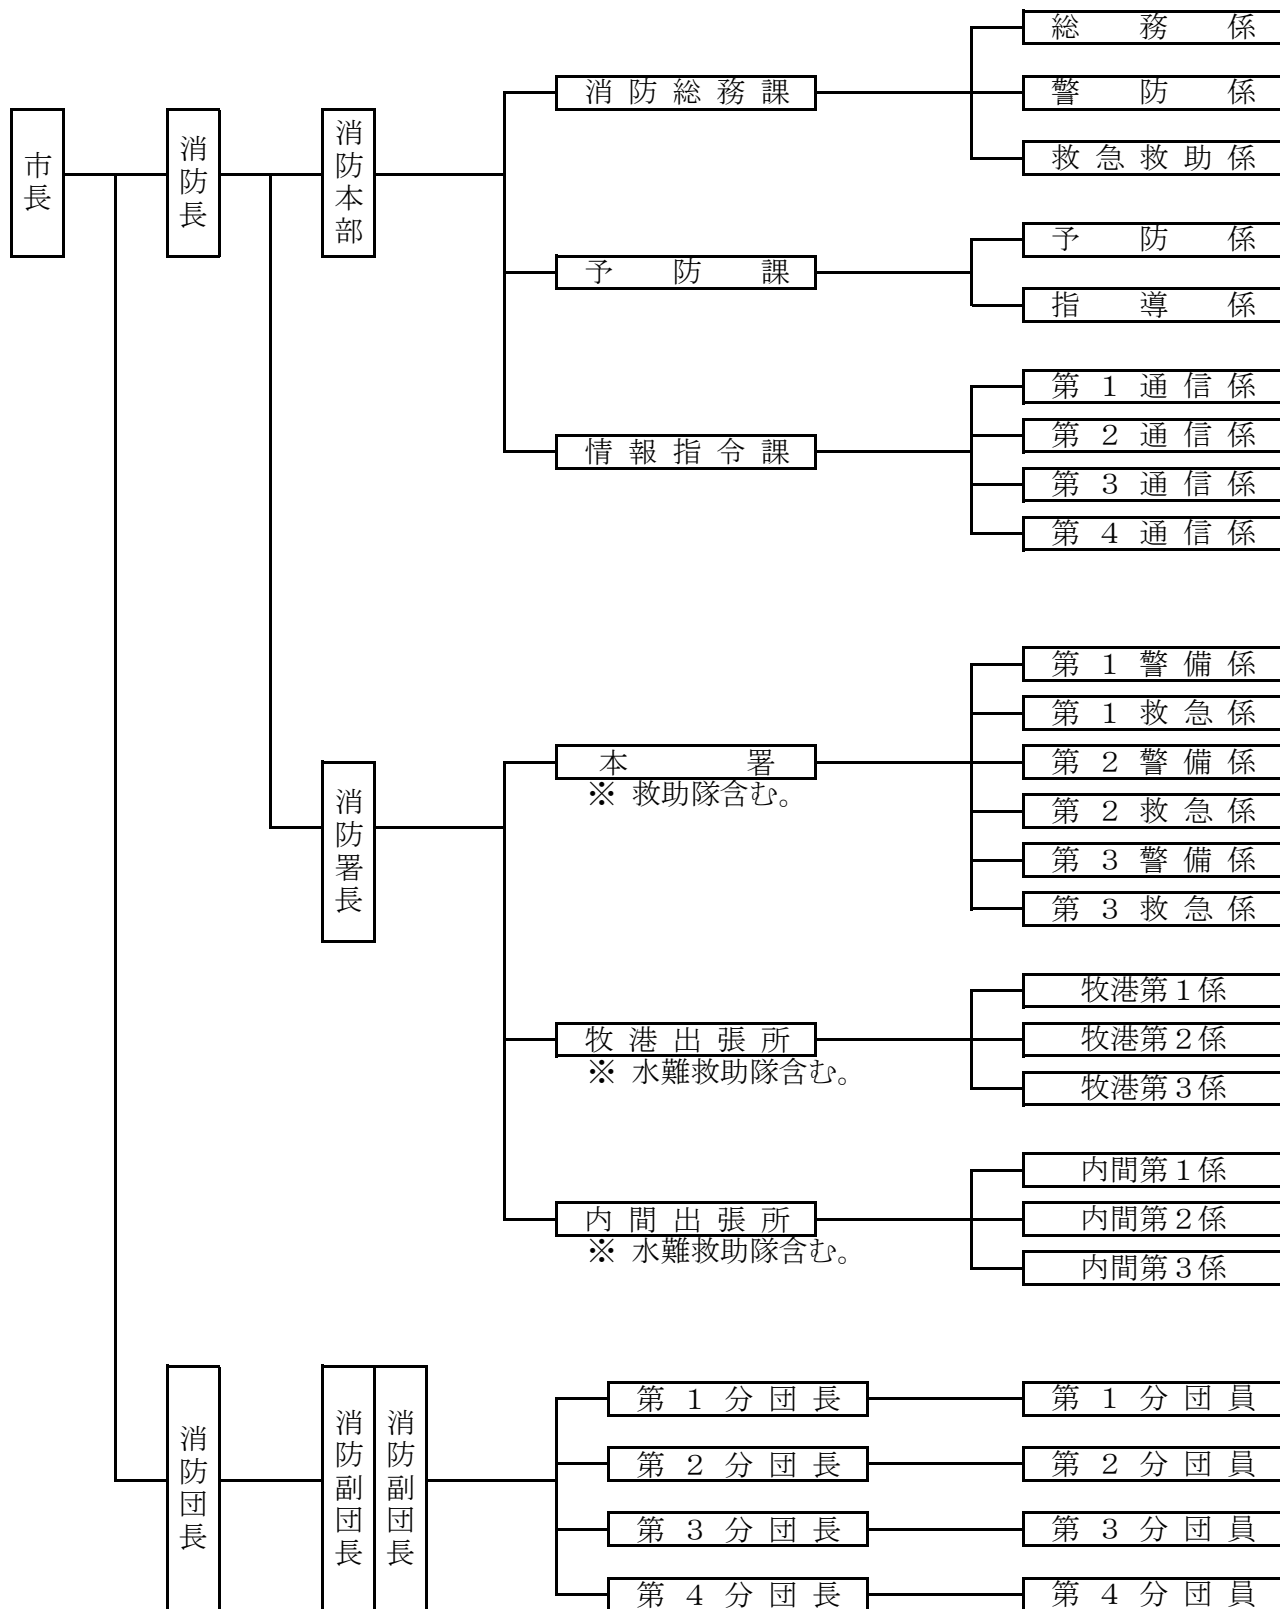 市長
消防長
消防本部
消防総務課
総務係
警防係
救急救助係
予防課
予防係
指導係
情報指令課
第１通信係
第２通信係
第３通信係
第４通信係
消防署長
本署
※ 救助隊含む。
第１警備係
第１救急係
第２警備係
第２救急係
第３警備係
第３救急係
牧港出張所
※ 水難救助隊含む。
牧港第１係
牧港第２係
牧港第３係
内間出張所
※ 水難救助隊含む。
内間第１係
内間第２係
内間第３係
消防団長
消防副団長
消防副団長
第１分団長
第１分団員
第２分団長
第２分団員
第３分団長
第３分団員
第４分団長
第４分団員